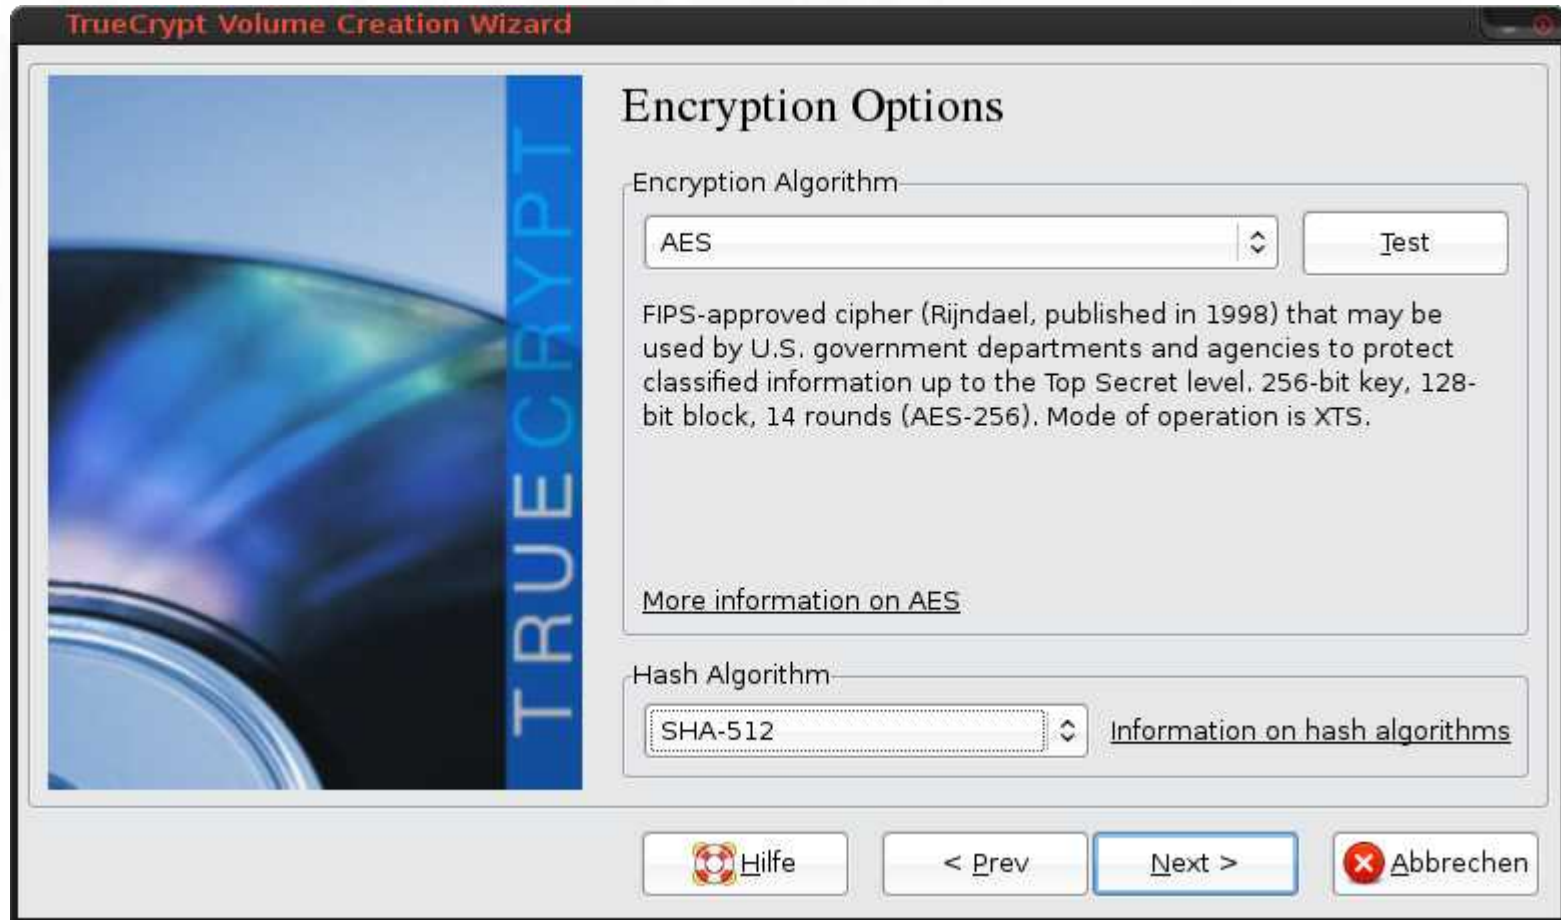 TrueCrypt Volume Creation Wizard
TRUECRYPT
Encryption Options
Encryption Algorithm
AES
Test
FIPS-approved cipher (Rijndael, published in 1998) that may be
used by U.S. government departments and agencies to protect
classified information up to the Top Secret level. 256-bit key, 128-
bit block, 14 rounds (AES-256). Mode of operation is XTS.
More information on AES
Hash Algorithm
SHA-512
Information on hash algorithms
Hilfe
< Prev
Next >
Abbrechen